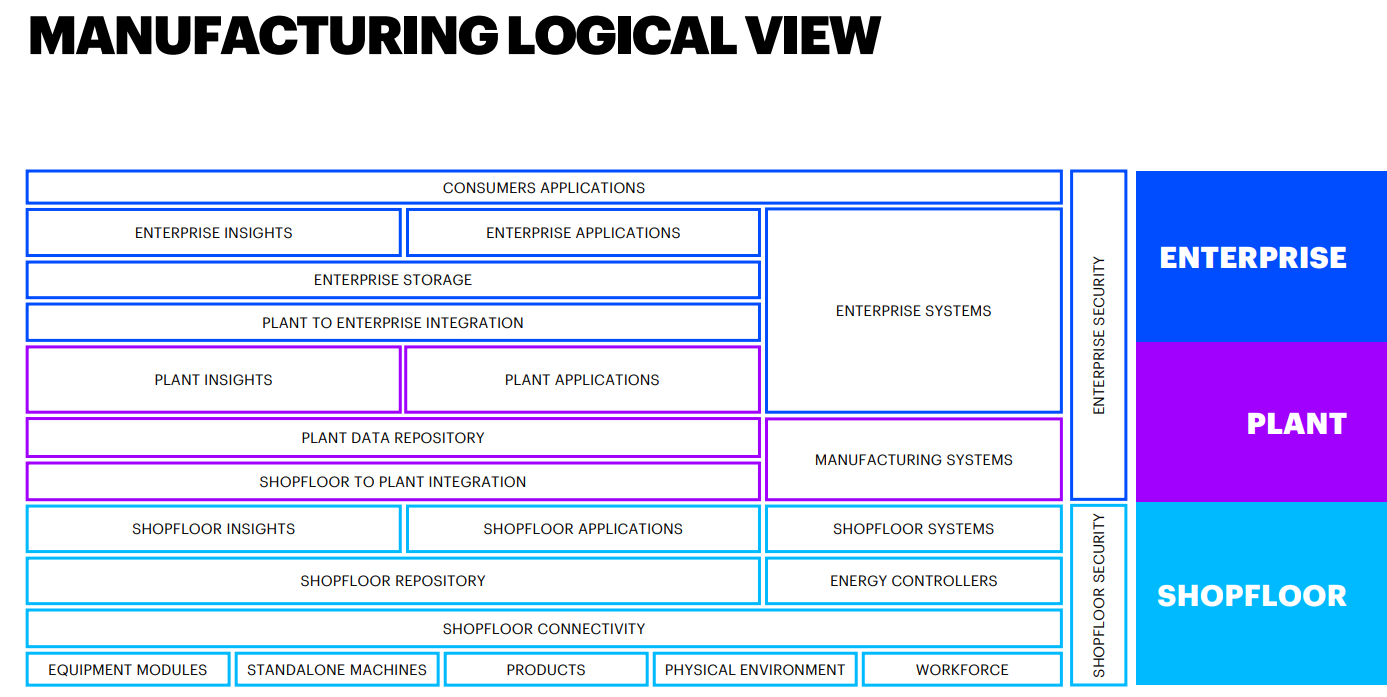 MANUFACTURING LOGICAL VIEW
CONSUMERS APPLICATIONS
ENTERPRISE INSIGHTS
ENTERPRISE APPLICATIONS
ENTERPRISE STORAGE
PLANT TO ENTERPRISE INTEGRATION
ENTERPRISE SYSTEMS
PLANT INSIGHTS
PLANT APPLICATIONS
PLANT DATA REPOSITORY
SHOPFLOOR TO PLANT INTEGRATION
MANUFACTURING SYSTEMS
SHOPFLOOR INSIGHTS
SHOPFLOOR APPLICATIONS
SHOPFLOOR SYSTEMS
SHOPFLOOR REPOSITORY
ENERGY CONTROLLERS
SHOPFLOOR CONNECTIVITY
EQUIPMENT MODULES
STANDALONE MACHINES
PRODUCTS
PHYSICAL ENVIRONMENT
WORKFORCE
ENTERPRISE SECURITY
SHOPFLOOR SECURITY
ENTERPRISE
PLANT
SHOPFLOOR